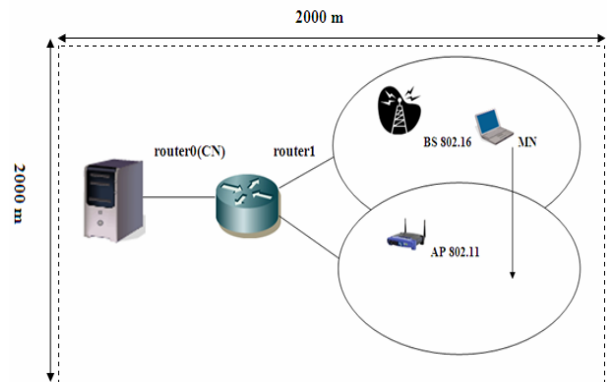 2000 m
2000 m
router0(CN)
router1
BS 802.16
MN
AP 802.11